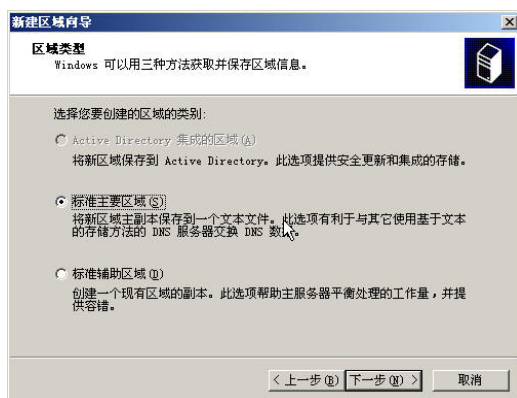 新建区域向导
区域类型
Windows 可以用三种方法获取并保存区域信息。
选择您要创建的区域的类别:
Active Directory 集成的区域(A)
将新区域保存到 Active Directory。此选项提供安全更新和集成的存储。
标准主要区域(S)
将新区域主副本保存到一个文本文件。此选项有利于与其它使用基于文本
的存储方法的 DNS 服务器交换 DNS 数据。
标准辅助区域(D)
创建一个现有区域的副本。此选项帮助主服务器平衡处理的工作量，并提
供容错。
< 上一步(B) 下一步(N) > 取消